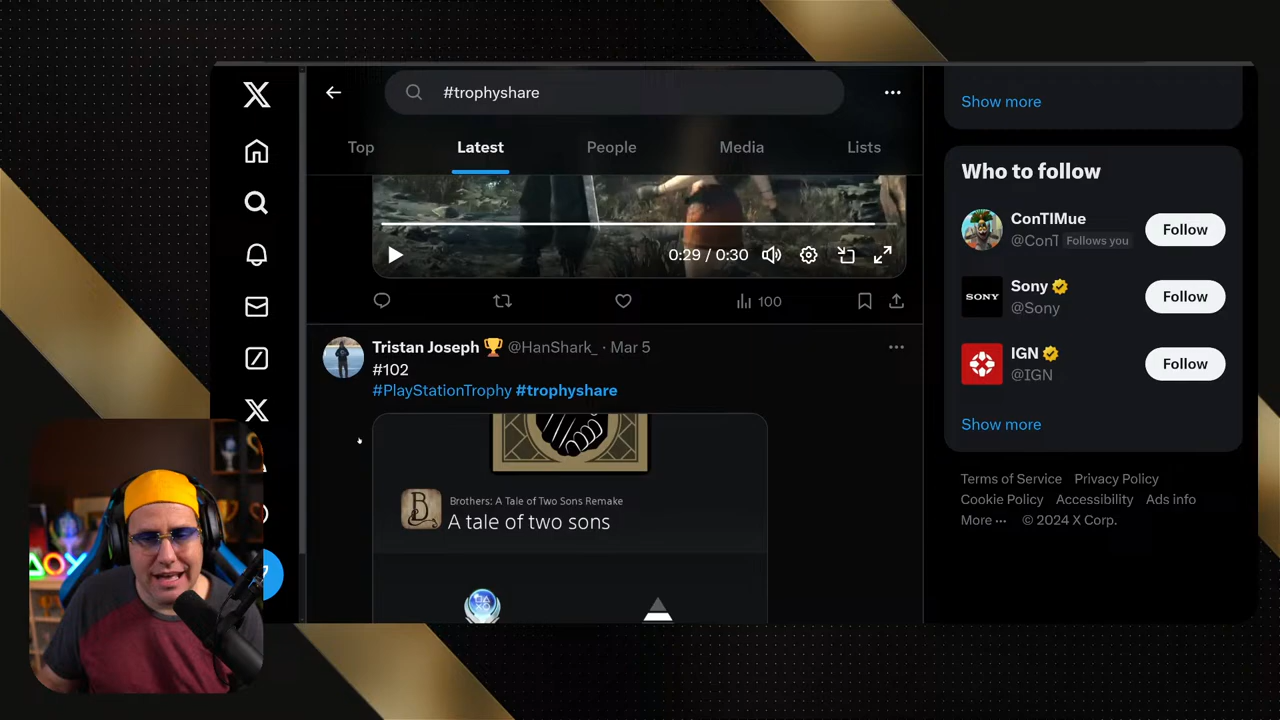 #trophyshare
Top
Latest
People
Media
Lists
0:29 / 0:30
100
Tristan Joseph 🏆 @HanShark_ · Mar 5
#102
#PlayStationTrophy #trophyshare
Brothers: A Tale of Two Sons Remake
A tale of two sons
Show more
Who to follow
ConTIMue
@ConT Follows you
Follow
SONY
Sony
@Sony
Follow
IGN
@IGN
Follow
Show more
Terms of Service Privacy Policy
Cookie Policy Accessibility Ads info
More ··· © 2024 X Corp.